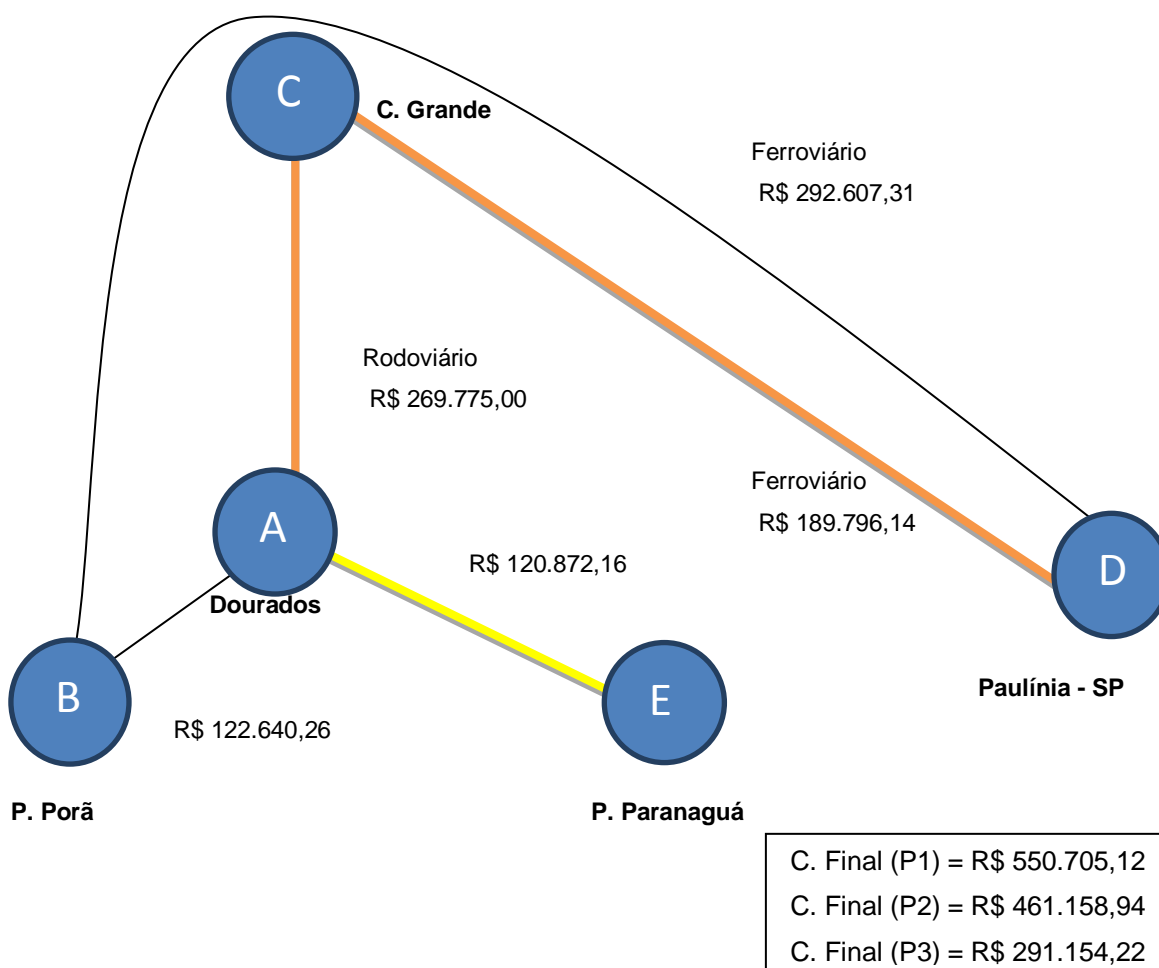 C
C. Grande
Ferroviário
R$ 292.607,31
Rodoviário
R$ 269.775,00
Ferroviário
R$ 189.796,14
A
R$ 120.872,16
D
Dourados
B
E
Paulínia - SP
R$ 122.640,26
P. Porã
P. Paranaguá
C. Final (P1) = R$ 550.705,12
C. Final (P2) = R$ 461.158,94
C. Final (P3) = R$ 291.154,22